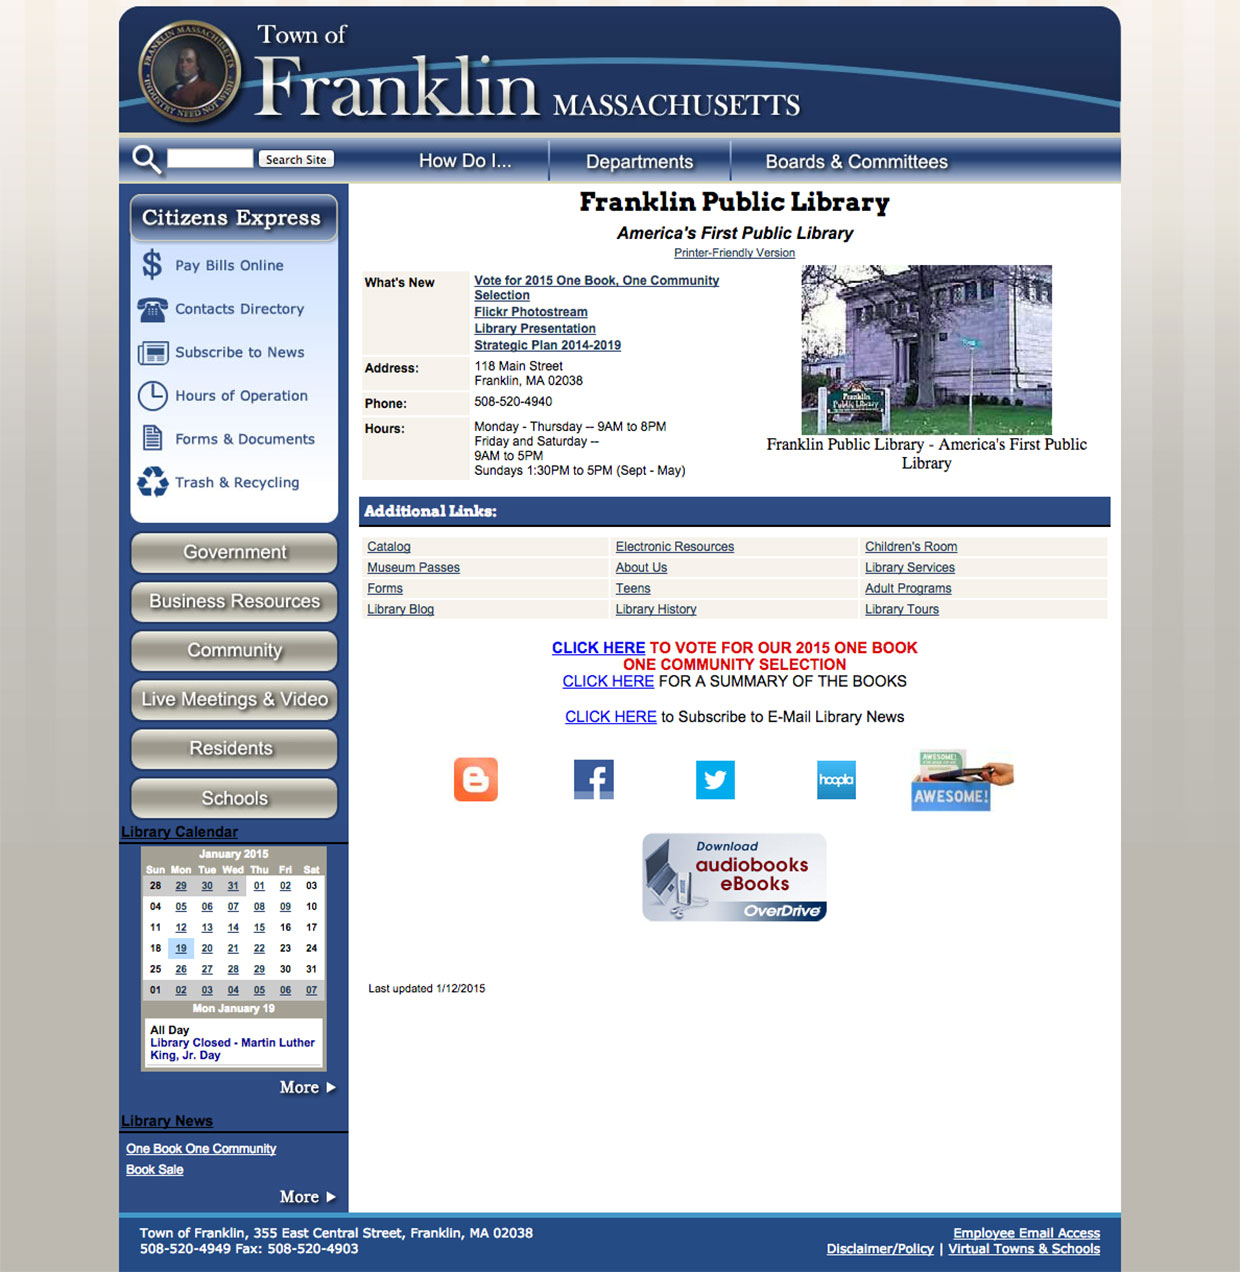 FRANKLIN MASSACHUSETTS
INDUSTRY NEED NOT WISH
Town of
Franklin MASSACHUSETTS
Search Site
How Do I...
Departments
Boards & Committees
Citizens Express
Pay Bills Online
Contacts Directory
Subscribe to News
Hours of Operation
Forms & Documents
Trash & Recycling
Government
Business Resources
Community
Live Meetings & Video
Residents
Schools
Library Calendar
January 2015
Sun Mon Tue Wed Thu Fri Sat
28 29 30 31 01 02 03
04 05 06 07 08 09 10
11 12 13 14 15 16 17
18 19 20 21 22 23 24
25 26 27 28 29 30 31
01 02 03 04 05 06 07
Mon January 19
All Day
Library Closed - Martin Luther
King, Jr. Day
More
Library News
One Book One Community
Book Sale
More
Franklin Public Library
America's First Public Library
Printer-Friendly Version
What's New
Vote for 2015 One Book, One Community
Selection
Flickr Photostream
Library Presentation
Strategic Plan 2014-2019
Address:
118 Main Street
Franklin, MA 02038
Phone:
508-520-4940
Hours:
Monday - Thursday -- 9AM to 8PM
Friday and Saturday --
9AM to 5PM
Sundays 1:30PM to 5PM (Sept - May)
Franklin
Public Library
Franklin Public Library - America's First Public
Library
Additional Links:
Catalog
Electronic Resources
Children's Room
Museum Passes
About Us
Library Services
Forms
Teens
Adult Programs
Library Blog
Library History
Library Tours
CLICK HERE TO VOTE FOR OUR 2015 ONE BOOK
ONE COMMUNITY SELECTION
CLICK HERE FOR A SUMMARY OF THE BOOKS
CLICK HERE to Subscribe to E-Mail Library News
hoopla
AWESOME!
AWESOME!
Download
audiobooks
eBooks
OverDrive
Last updated 1/12/2015
Town of Franklin, 355 East Central Street, Franklin, MA 02038
508-520-4949 Fax: 508-520-4903
Employee Email Access
Disclaimer/Policy | Virtual Towns & Schools